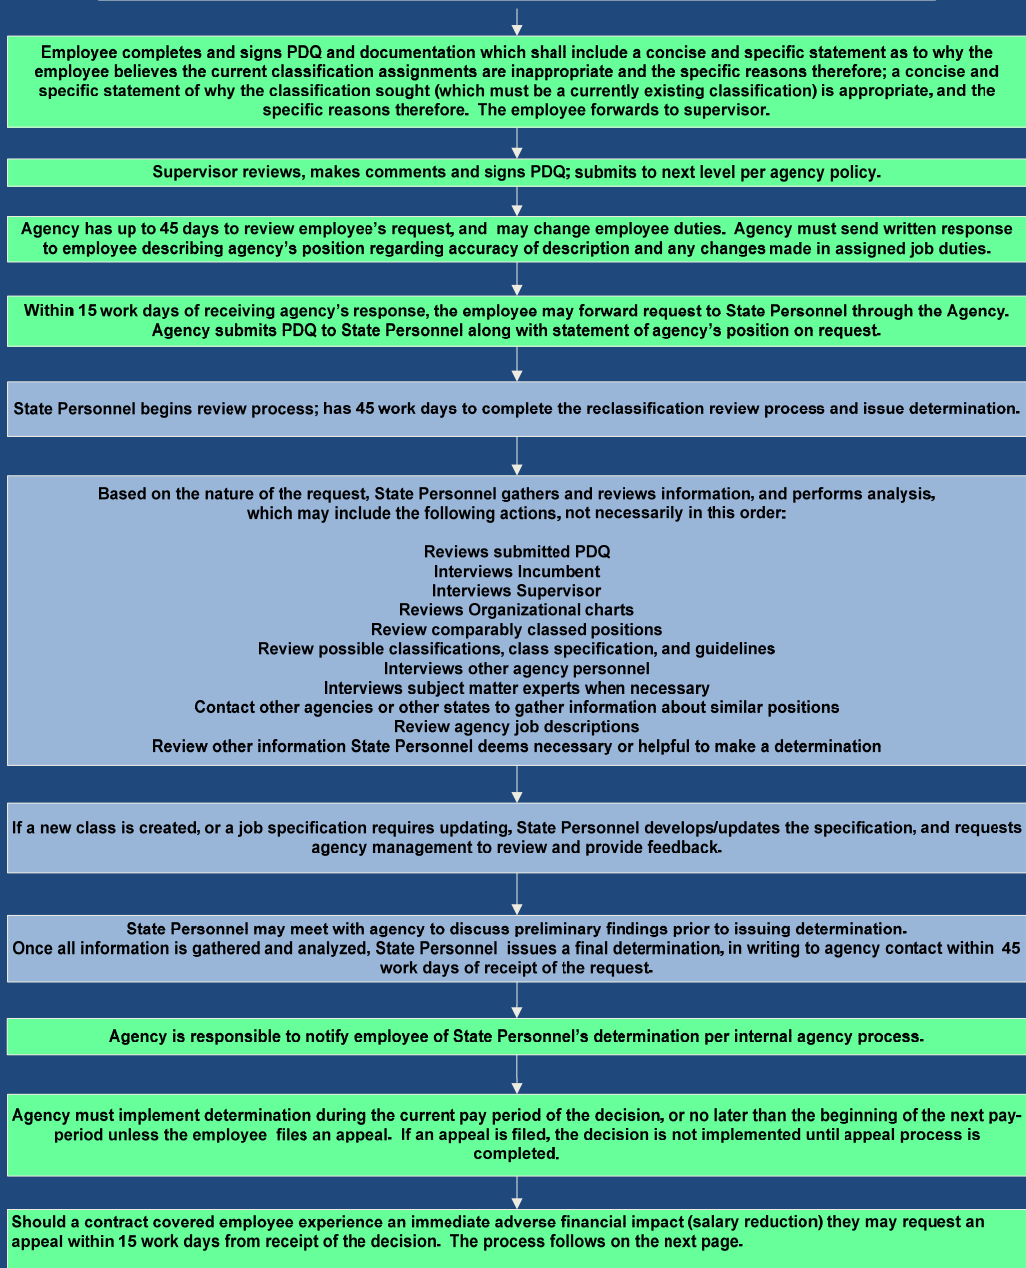 Employee completes and signs PDQ and documentation which shall include a concise and specific statement as to why the
employee believes the current classification assignments are inappropriate and the specific reasons therefore; a concise and
specific statement of why the classification sought (which must be a currently existing classification) is appropriate, and the
specific reasons therefore. The employee forwards to supervisor.
Supervisor reviews, makes comments and signs PDQ; submits to next level per agency policy.
Agency has up to 45 days to review employee's request, and may change employee duties. Agency must send written response
to employee describing agency's position regarding accuracy of description and any changes made in assigned job duties.
Within 15 work days of receiving agency's response, the employee may forward request to State Personnel through the Agency.
Agency submits PDQ to State Personnel along with statement of agency's position on request.
State Personnel begins review process; has 45 work days to complete the reclassification review process and issue determination.
Based on the nature of the request, State Personnel gathers and reviews information, and performs analysis,
which may include the following actions, not necessarily in this order:
Reviews submitted PDQ
Interviews Incumbent
Interviews Supervisor
Reviews Organizational charts
Review comparably classed positions
Review possible classifications, class specification, and guidelines
Interviews other agency personnel
Interviews subject matter experts when necessary
Contact other agencies or other states to gather information about similar positions
Review agency job descriptions
Review other information State Personnel deems necessary or helpful to make a determination
If a new class is created, or a job specification requires updating, State Personnel develops/updates the specification, and requests
agency management to review and provide feedback.
State Personnel may meet with agency to discuss preliminary findings prior to issuing determination.
Once all information is gathered and analyzed, State Personnel issues a final determination, in writing to agency contact within 45
work days of receipt of the request.
Agency is responsible to notify employee of State Personnel's determination per internal agency process.
Agency must implement determination during the current pay period of the decision, or no later than the beginning of the next pay-
period unless the employee files an appeal. If an appeal is filed, the decision is not implemented until appeal process is
completed.
Should a contract covered employee experience an immediate adverse financial impact (salary reduction) they may request an
appeal within 15 work days from receipt of the decision. The process follows on the next page.